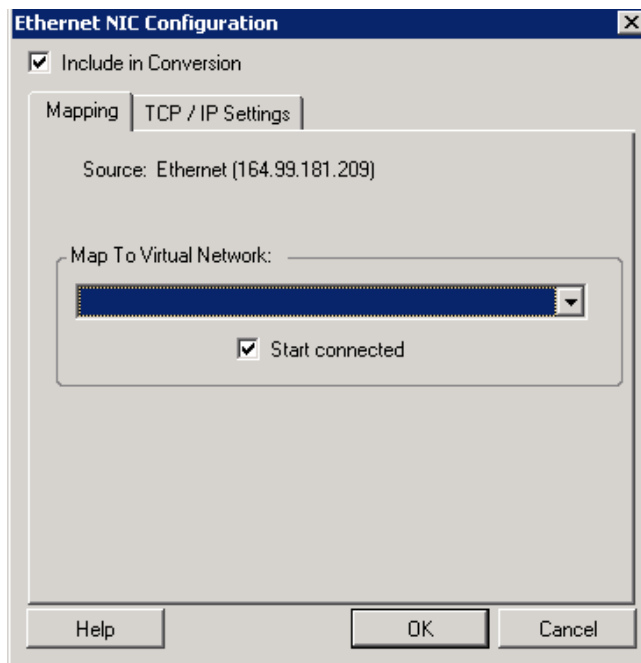 Ethernet NIC Configuration
Include in Conversion
Mapping
TCP / IP Settings
Source: Ethernet (164.99.181.209)
Map To Virtual Network:
Start connected
Help
OK
Cancel